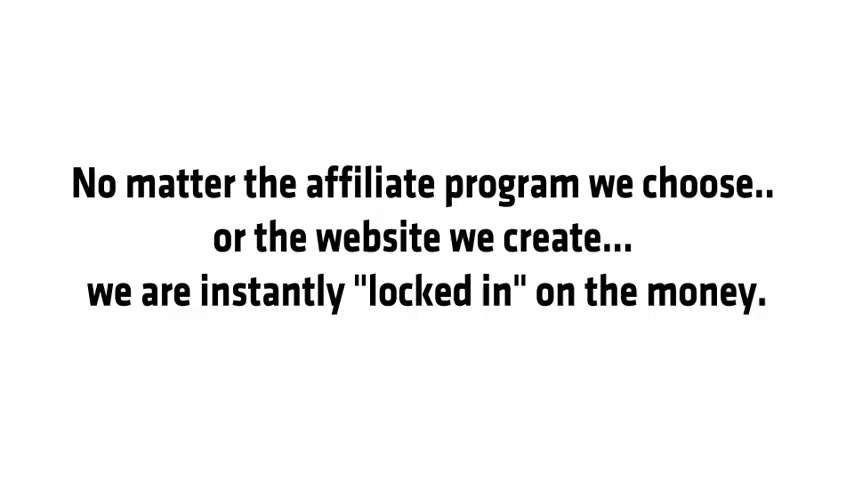 No matter the affiliate program we choose..
or the website we create...
we are instantly "locked in" on the money.